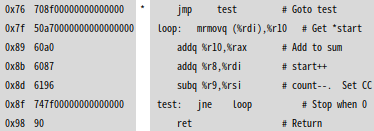 0x76 708f00000000000000 * jmp test # Goto test
0x7f 50a70000000000000000 loop: mrmovq (%rdi),%r10 # Get *start
0x89 60a0 addq %r10,%rax # Add to sum
0x8b 6087 addq %r8,%rdi # start++
0x8d 6196 subq %r9,%rsi # count--. Set CC
0x8f 747f00000000000000 test: jne loop # Stop when 0
0x98 90 ret # Return